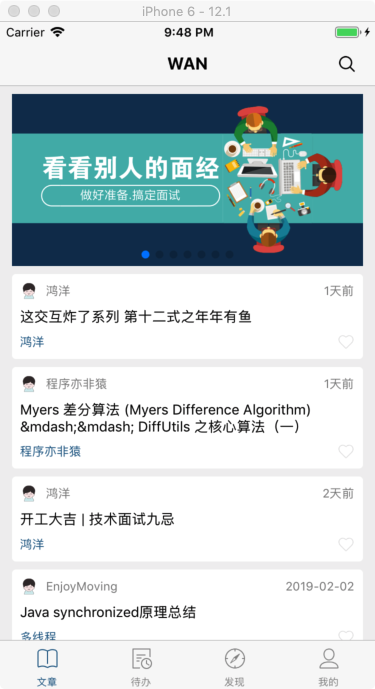 iPhone 6 - 12.1
Carrier
9:48 PM
WAN
看看别人的面经
做好准备.搞定面试
鸿洋
1天前
这交互炸了系列 第十二式之年年有鱼
鸿洋
程序亦非猿
1天前
Myers 差分算法 (Myers Difference Algorithm)
&mdash;&mdash; DiffUtils 之核心算法（一）
程序亦非猿
鸿洋
2天前
开工大吉 | 技术面试九忌
鸿洋
EnjoyMoving
2019-02-02
Java synchronized原理总结
多线程
文章
待办
发现
我的